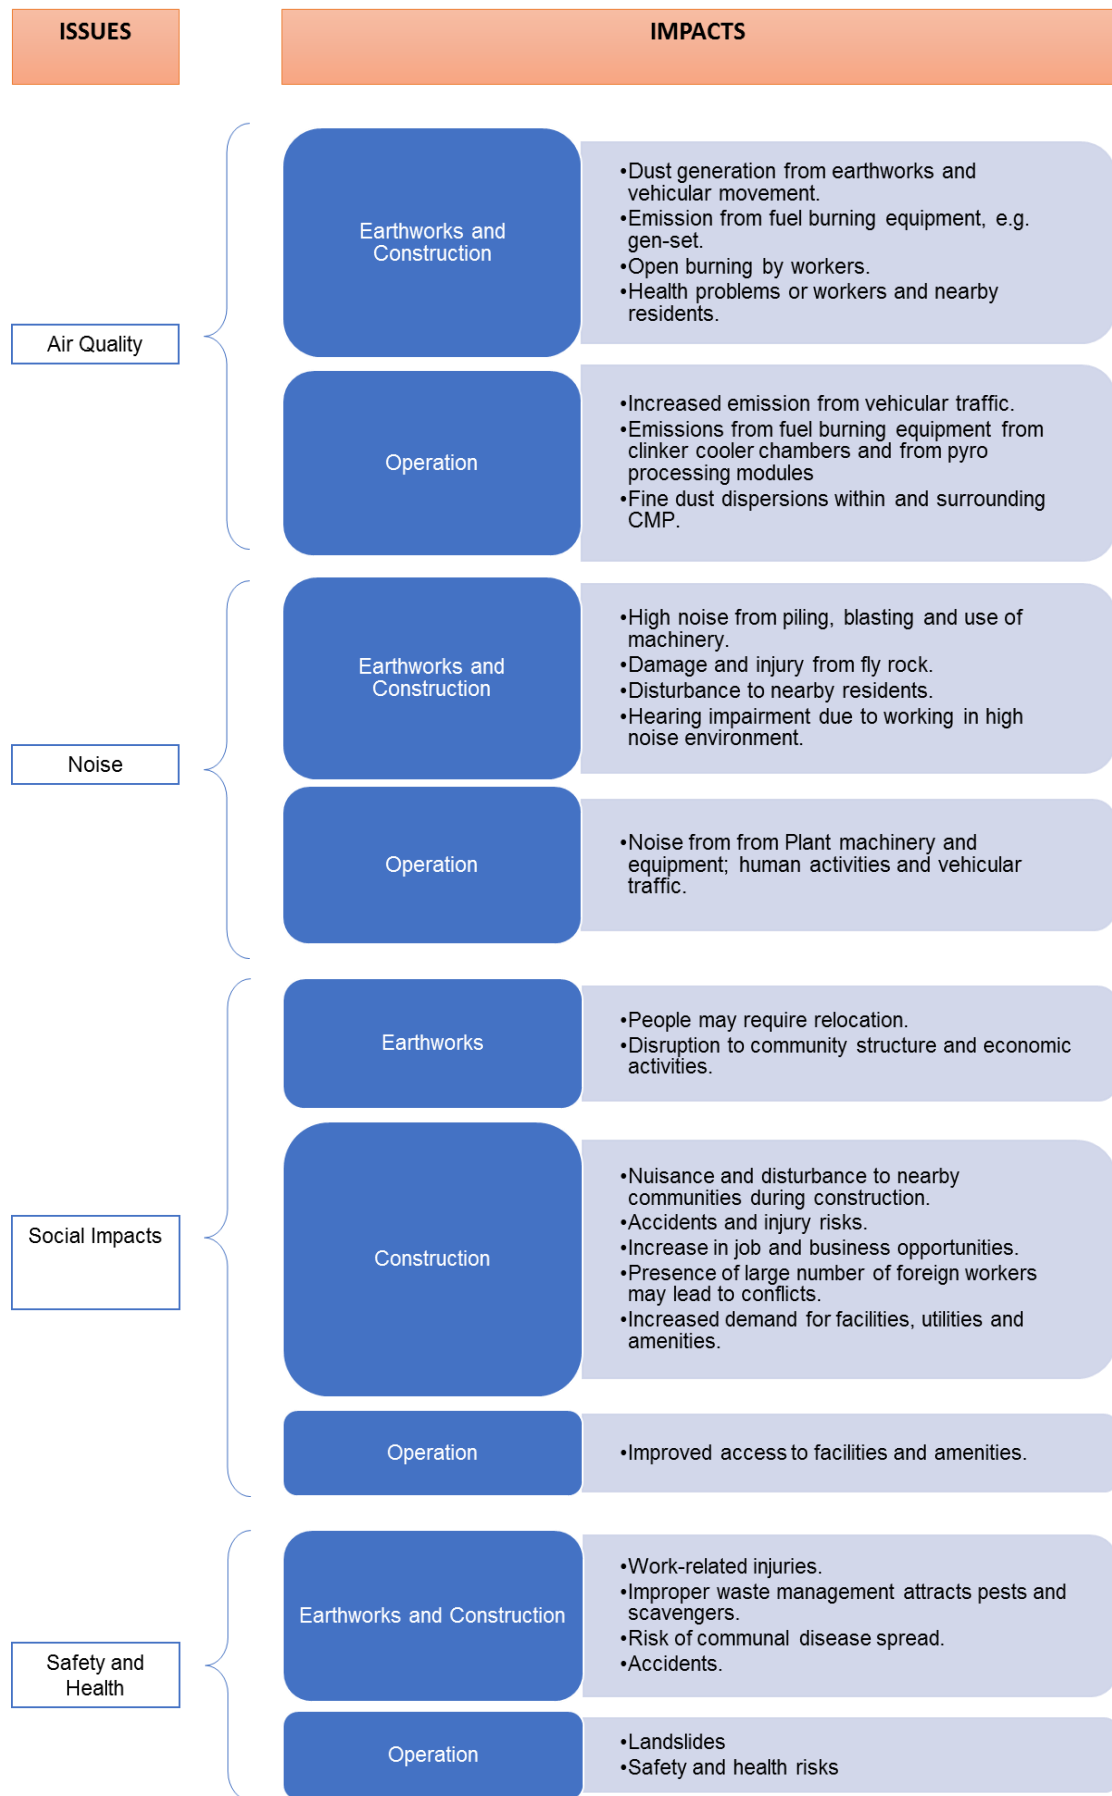 ISSUES
IMPACTS
Air Quality
Earthworks and
Construction
•Dust generation from earthworks and
vehicular movement.
•Emission from fuel burning equipment, e.g.
gen-set.
•Open burning by workers.
•Health problems or workers and nearby
residents.
Operation
•Increased emission from vehicular traffic.
•Emissions from fuel burning equipment from
clinker cooler chambers and from pyro
processing modules
•Fine dust dispersions within and surrounding
CMP.
Noise
Earthworks and
Construction
•High noise from piling, blasting and use of
machinery.
•Damage and injury from fly rock.
•Disturbance to nearby residents.
•Hearing impairment due to working in high
noise environment.
Operation
•Noise from from Plant machinery and
equipment; human activities and vehicular
traffic.
Social Impacts
Earthworks
•People may require relocation.
•Disruption to community structure and economic
activities.
Construction
•Nuisance and disturbance to nearby
communities during construction.
•Accidents and injury risks.
•Increase in job and business opportunities.
•Presence of large number of foreign workers
may lead to conflicts.
•Increased demand for facilities, utilities and
amenities.
Operation
•Improved access to facilities and amenities.
Safety and
Health
Earthworks and Construction
•Work-related injuries.
•Improper waste management attracts pests and
scavengers.
•Risk of communal disease spread.
•Accidents.
Operation
•Landslides
•Safety and health risks